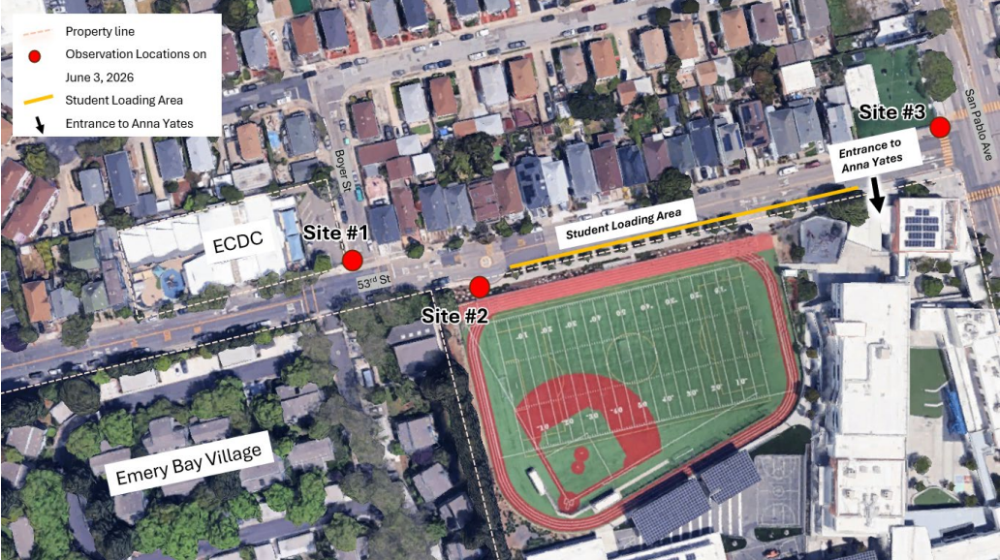 Property line
Observation Locations on
June 3, 2026
Student Loading Area
Entrance to Anna Yates
San Pablo Ave
Site #3
Entrance to
Anna Yates
Boyer St
Student Loading Area
ECDC
Site #1
53rd St
Site #2
Emery Bay Village